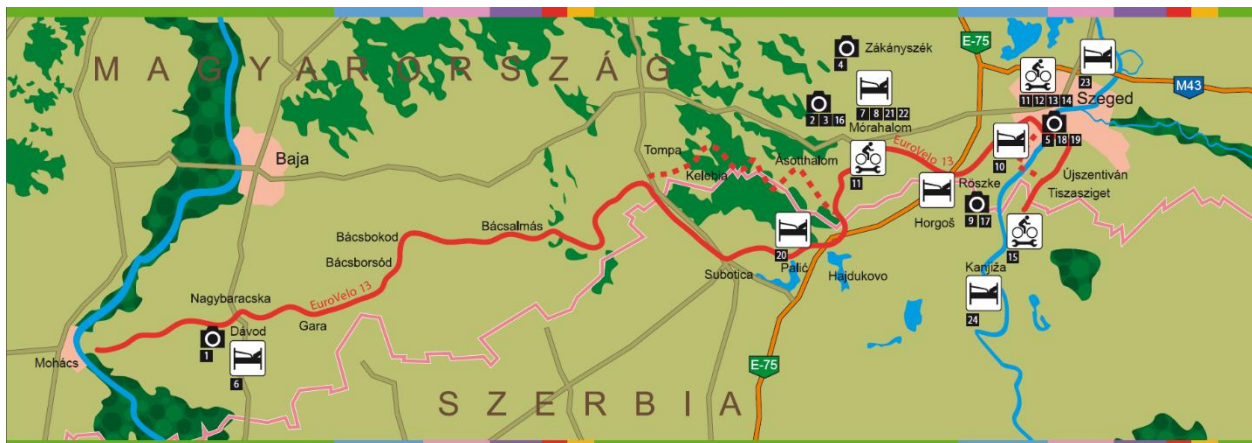 MAGYARORSZÁG
E-75
Zákányszék
4
23
M43
11 12 13 14
Szeged
2 3 16
7 8 21 22
Mórahalom
5 18 19
Baja
Tompa
Kelebia
Ásotthalom
EuroVelo 13
11
10
Újszentiván
Tiszasziget
Röszke
Horgoš
9 17
15
Bácsalmás
Bácsbokod
Bácsborsód
20
Palić
Subotica
Hajdukovo
Kanjiža
24
Nagybaracska
EuroVelo 13
Gara
Dávod
1
6
Mohács
E-75
SZERBIA